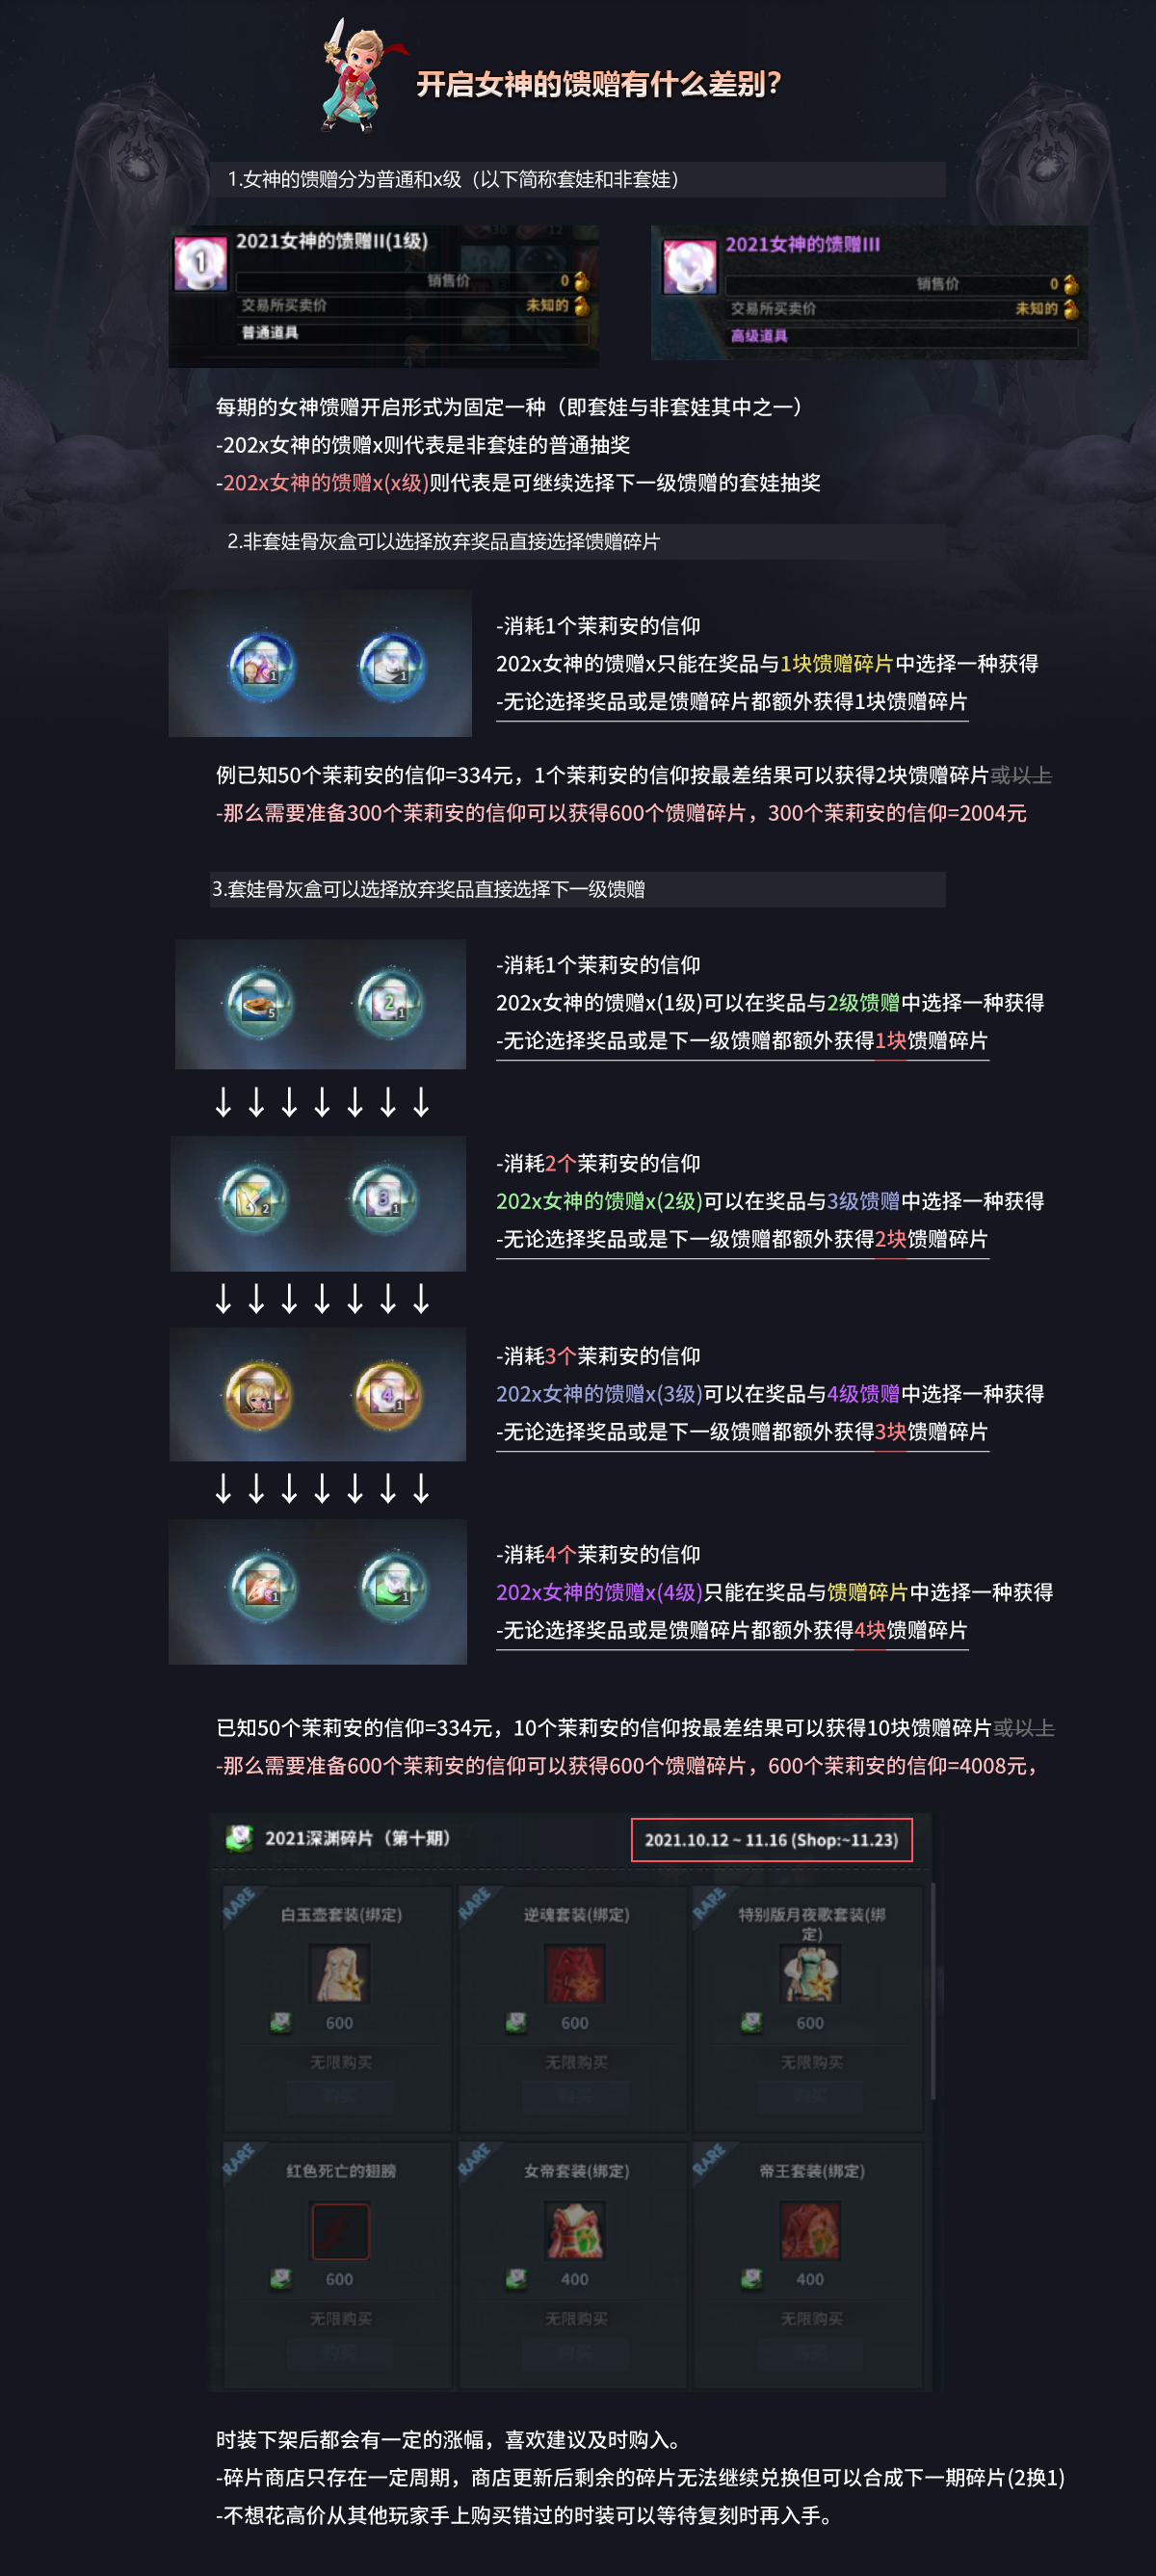 开启女神的馈赠有什么差别?
1.女神的馈赠分为普通和x级（以下简称套娃和非套娃）
1
2021女神的馈赠II(1级)
销售价 0
交易所买卖价 未知的
普通道具
2021女神的馈赠III
销售价 0
交易所买卖价 未知的
高级道具
每期的女神馈赠开启形式为固定一种（即套娃与非套娃其中之一）
-202x女神的馈赠x则代表是非套娃的普通抽奖
-202x女神的馈赠x(x级)则代表是可继续选择下一级馈赠的套娃抽奖
2.非套娃骨灰盒可以选择放弃奖品直接选择馈赠碎片
1 1
-消耗1个茉莉安的信仰
202x女神的馈赠x只能在奖品与1块馈赠碎片中选择一种获得
-无论选择奖品或是馈赠碎片都额外获得1块馈赠碎片
例已知50个茉莉安的信仰=334元，1个茉莉安的信仰按最差结果可以获得2块馈赠碎片或以上
-那么需要准备300个茉莉安的信仰可以获得600个馈赠碎片，300个茉莉安的信仰=2004元
3.套娃骨灰盒可以选择放弃奖品直接选择下一级馈赠
5 2 1
-消耗1个茉莉安的信仰
202x女神的馈赠x(1级)可以在奖品与2级馈赠中选择一种获得
-无论选择奖品或是下一级馈赠都额外获得1块馈赠碎片
↓↓↓↓↓↓↓
2 3 1
-消耗2个茉莉安的信仰
202x女神的馈赠x(2级)可以在奖品与3级馈赠中选择一种获得
-无论选择奖品或是下一级馈赠都额外获得2块馈赠碎片
↓↓↓↓↓↓↓
1 4 1
-消耗3个茉莉安的信仰
202x女神的馈赠x(3级)可以在奖品与4级馈赠中选择一种获得
-无论选择奖品或是下一级馈赠都额外获得3块馈赠碎片
↓↓↓↓↓↓↓
1 1
-消耗4个茉莉安的信仰
202x女神的馈赠x(4级)只能在奖品与馈赠碎片中选择一种获得
-无论选择奖品或是馈赠碎片都额外获得4块馈赠碎片
已知50个茉莉安的信仰=334元，10个茉莉安的信仰按最差结果可以获得10块馈赠碎片或以上
-那么需要准备600个茉莉安的信仰可以获得600个馈赠碎片，600个茉莉安的信仰=4008元，
2021深渊碎片（第十期） 2021.10.12 ~ 11.16 (Shop:~11.23)
RARE RARE RARE
白玉壶套装(绑定) 逆魂套装(绑定) 特别版月夜歌套装(绑
定)
600 600 600
无限购买 无限购买 无限购买
购买 购买 购买
RARE RARE RARE
红色死亡的翅膀 女帝套装(绑定) 帝王套装(绑定)
600 400 400
无限购买 无限购买 无限购买
购买 购买 购买
时装下架后都会有一定的涨幅，喜欢建议及时购入。
-碎片商店只存在一定周期，商店更新后剩余的碎片无法继续兑换但可以合成下一期碎片(2换1)
-不想花高价从其他玩家手上购买错过的时装可以等待复刻时再入手。